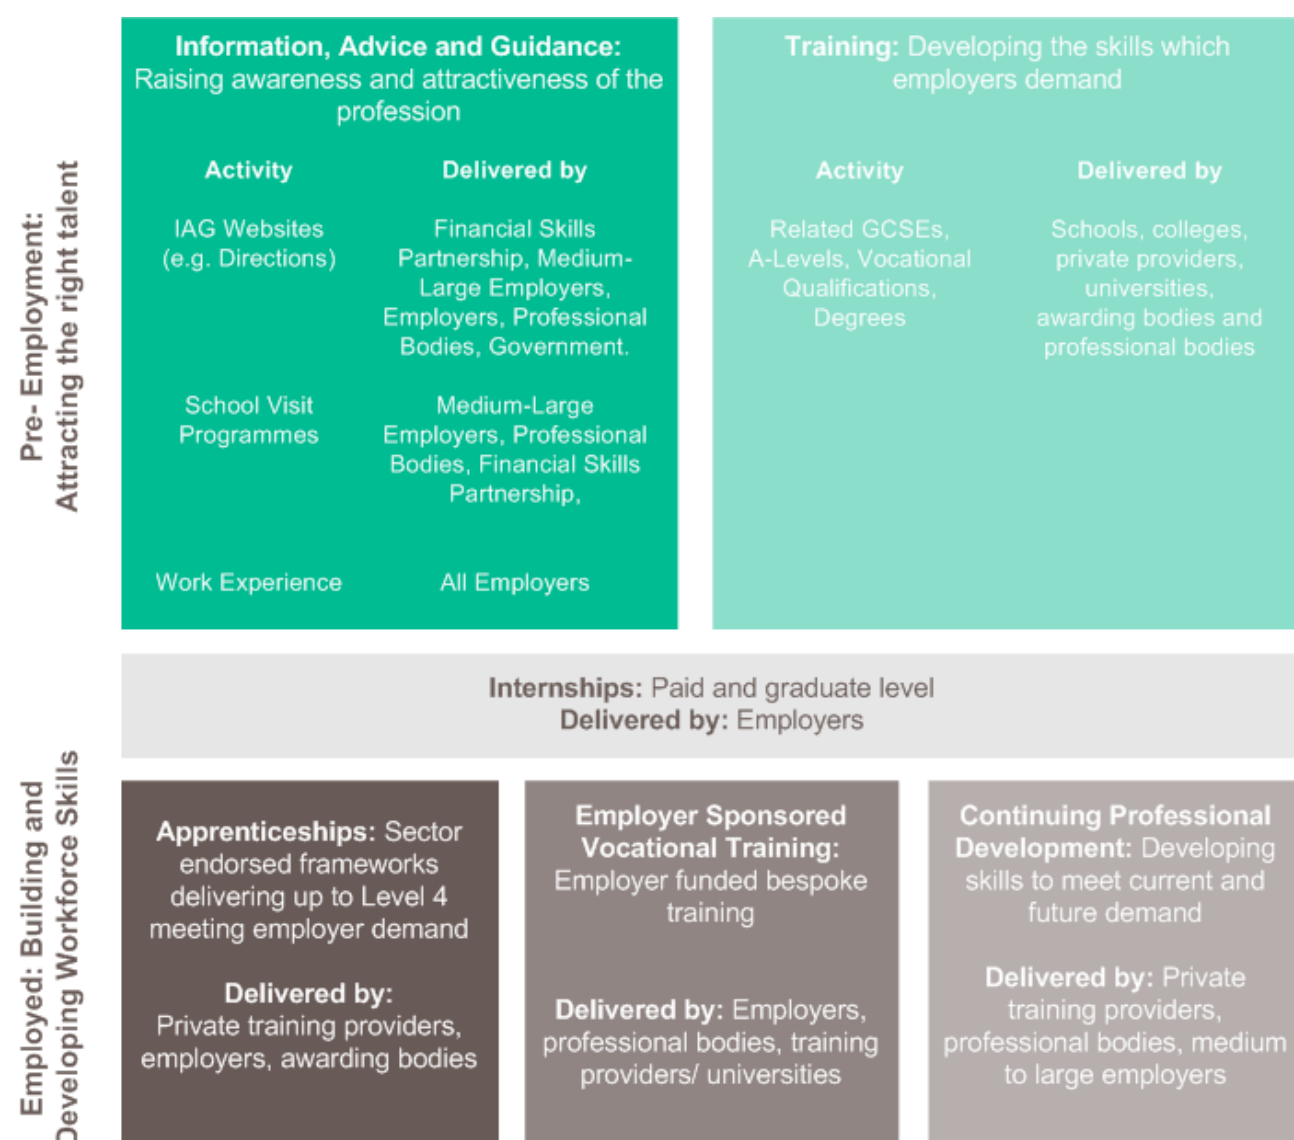 Pre- Employment:
Attracting the right talent
Information, Advice and Guidance:
Raising awareness and attractiveness of the
profession
Activity
Delivered by
IAG Websites
(e.g. Directions)
Financial Skills
Partnership, Medium-
Large Employers,
Employers, Professional
Bodies, Government.
School Visit
Programmes
Medium-Large
Employers, Professional
Bodies, Financial Skills
Partnership,
Work Experience
All Employers
Training: Developing the skills which
employers demand
Activity
Delivered by
Related GCSEs,
A-Levels, Vocational
Qualifications,
Degrees
Schools, colleges,
private providers,
universities,
awarding bodies and
professional bodies
Internships: Paid and graduate level
Delivered by: Employers
Employed: Building and
Developing Workforce Skills
Apprenticeships: Sector
endorsed frameworks
delivering up to Level 4
meeting employer demand
Delivered by:
Private training providers,
employers, awarding bodies
Employer Sponsored
Vocational Training:
Employer funded bespoke
training
Delivered by: Employers,
professional bodies, training
providers/ universities
Continuing Professional
Development: Developing
skills to meet current and
future demand
Delivered by: Private
training providers,
professional bodies, medium
to large employers